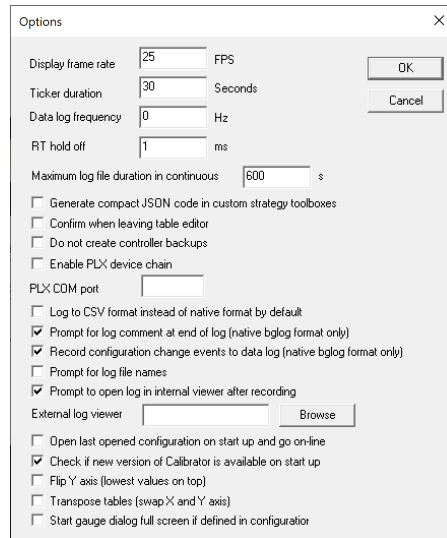 Options
Display frame rate 25 FPS
OK
Ticker duration 30 Seconds
Cancel
Data log frequency 0 Hz
RT hold off 1 ms
Maximum log file duration in continuous 600 s
Generate compact JSON code in custom strategy toolboxes
Confirm when leaving table editor
Do not create controller backups
Enable PLX device chain
PLX COM port
Log to CSV format instead of native format by default
Prompt for log comment at end of log (native bglog format only)
Record configuration change events to data log (native bglog format only)
Prompt for log file names
Prompt to open log in internal viewer after recording
External log viewer Browse
Open last opened configuration on start up and go on-line
Check if new version of Calibrator is available on start up
Flip Y axis (lowest values on top)
Transpose tables (swap X and Y axis)
Start gauge dialog full screen if defined in configuratior